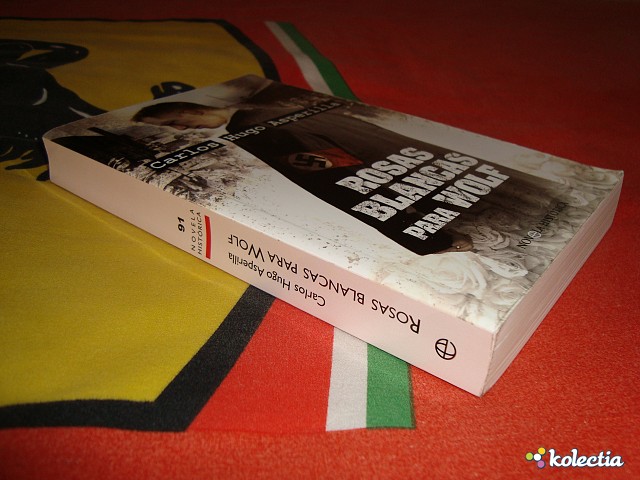 Carlos Hugo Asperilla
ROSAS
BLANCAS
PARA WOLF
91
NOVELA
HISTÓRICA
Carlos Hugo Asperilla
ROSAS BLANCAS PARA WOLF
kolectia